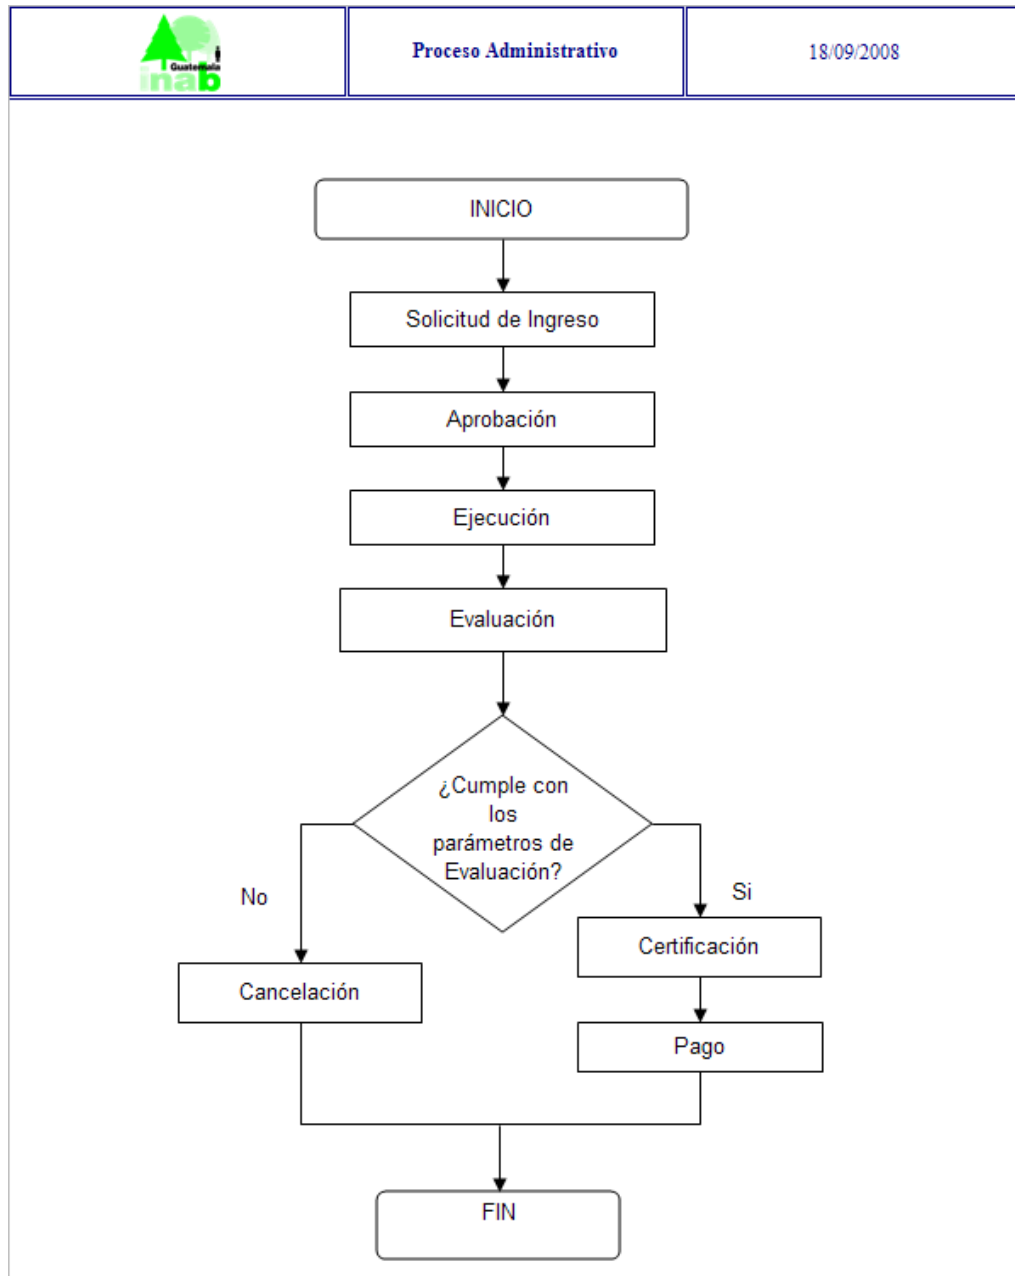 Guatemala
inab
Proceso Administrativo
18/09/2008
INICIO
Solicitud de Ingreso
Aprobación
Ejecución
Evaluación
¿Cumple con
los
parámetros de
Evaluación?
No
Si
Certificación
Cancelación
Pago
FIN